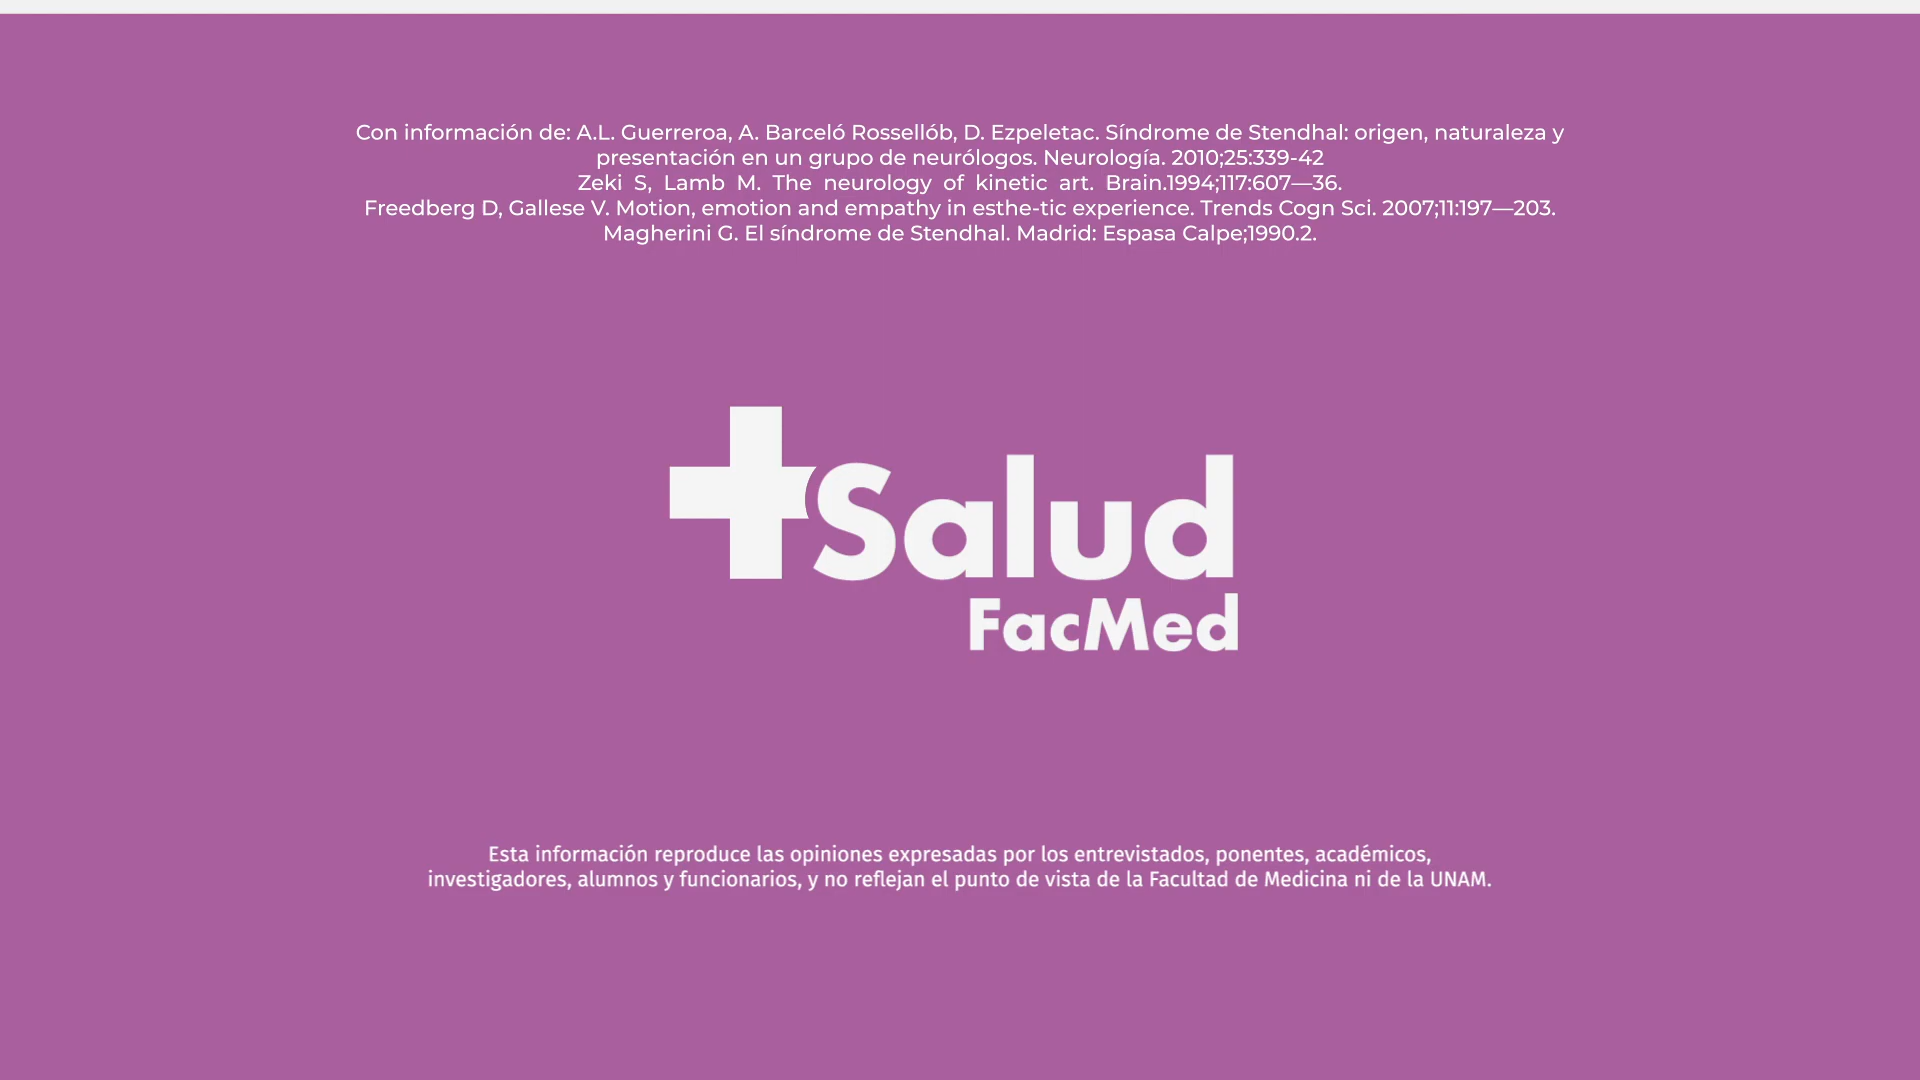 Con información de: A.L. Guerreroa, A. Barceló Rossellób, D. Ezpeletac. Síndrome de Stendhal: origen, naturaleza y
presentación en un grupo de neurólogos. Neurología. 2010;25:339-42
Zeki S, Lamb M. The neurology of kinetic art. Brain.1994;117:607—36.
Freedberg D, Gallese V. Motion, emotion and empathy in esthe-tic experience. Trends Cogn Sci. 2007;11:197—203.
Magherini G. El síndrome de Stendhal. Madrid: Espasa Calpe;1990.2.
+Salud
FacMed
Esta información reproduce las opiniones expresadas por los entrevistados, ponentes, académicos,
investigadores, alumnos y funcionarios, y no reflejan el punto de vista de la Facultad de Medicina ni de la UNAM.